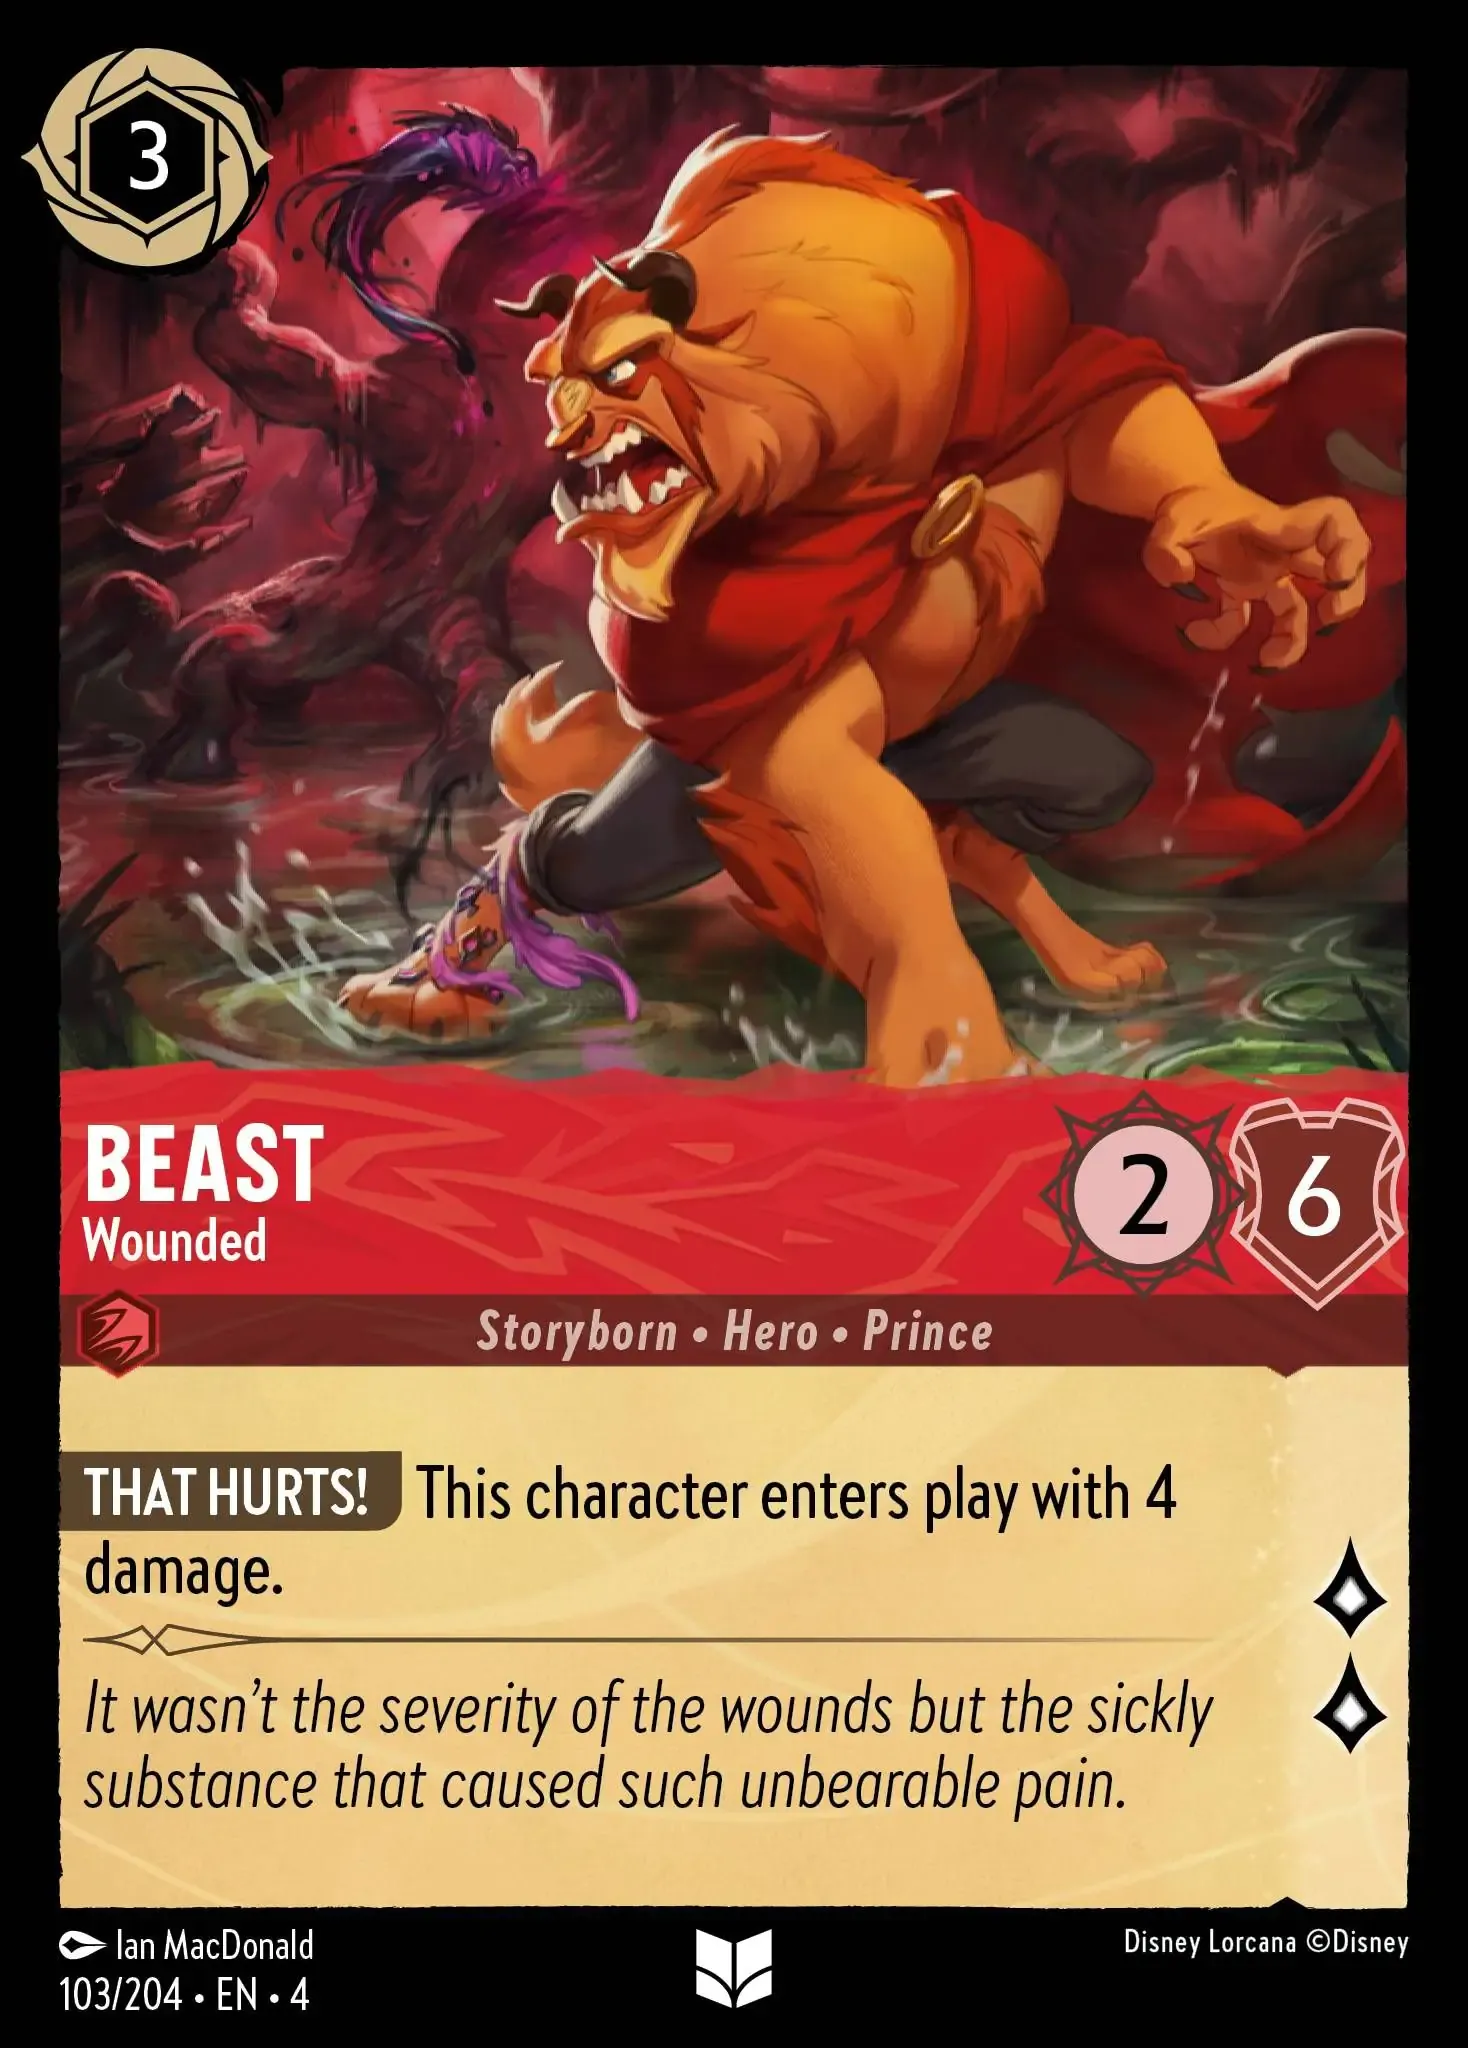 3
BEAST
Wounded
2
6
Storyborn • Hero • Prince
THAT HURTS! This character enters play with 4
damage.
It wasn't the severity of the wounds but the sickly
substance that caused such unbearable pain.
Ian MacDonald
103/204 • EN • 4
Disney Lorcana ©Disney